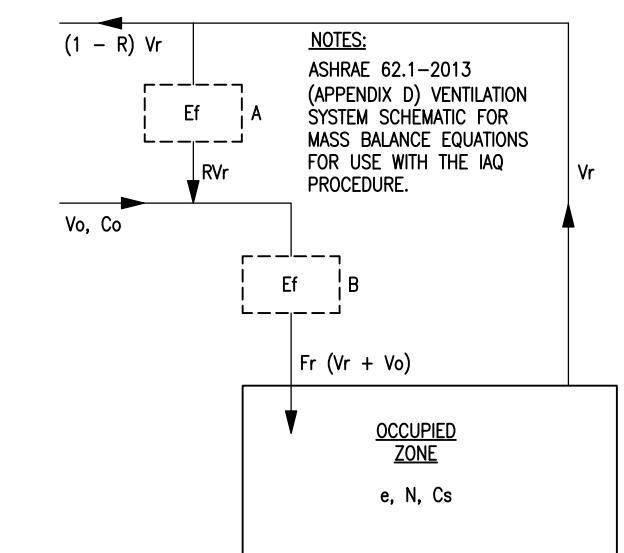 (1 - R) Vr
NOTES:
ASHRAE 62.1-2013
(APPENDIX D) VENTILATION
SYSTEM SCHEMATIC FOR
MASS BALANCE EQUATIONS
FOR USE WITH THE IAQ
PROCEDURE.
Ef
A
RVr
Vr
Vo, Co
Ef
B
Fr (Vr + Vo)
OCCUPIED
ZONE
e, N, Cs